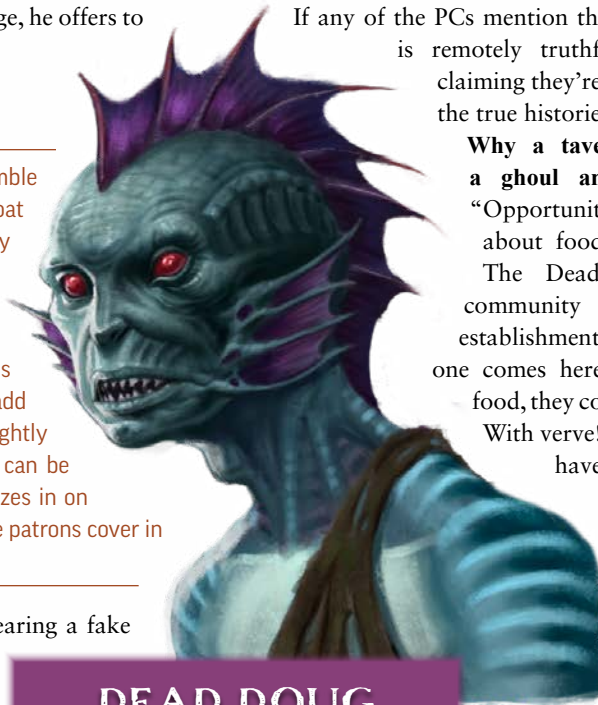 ge, he offers to
mble
oat
y
s
add
ghtly
can be
zes in on
e patrons cover in
earing a fake
If any of the PCs mention th
is remotely truthf
claiming they’re
the true historie
Why a tave
a ghoul an
“Opportunit
about food
The Dead
community
establishment
one comes here
food, they co
With verve!
have
DEAD DOUG